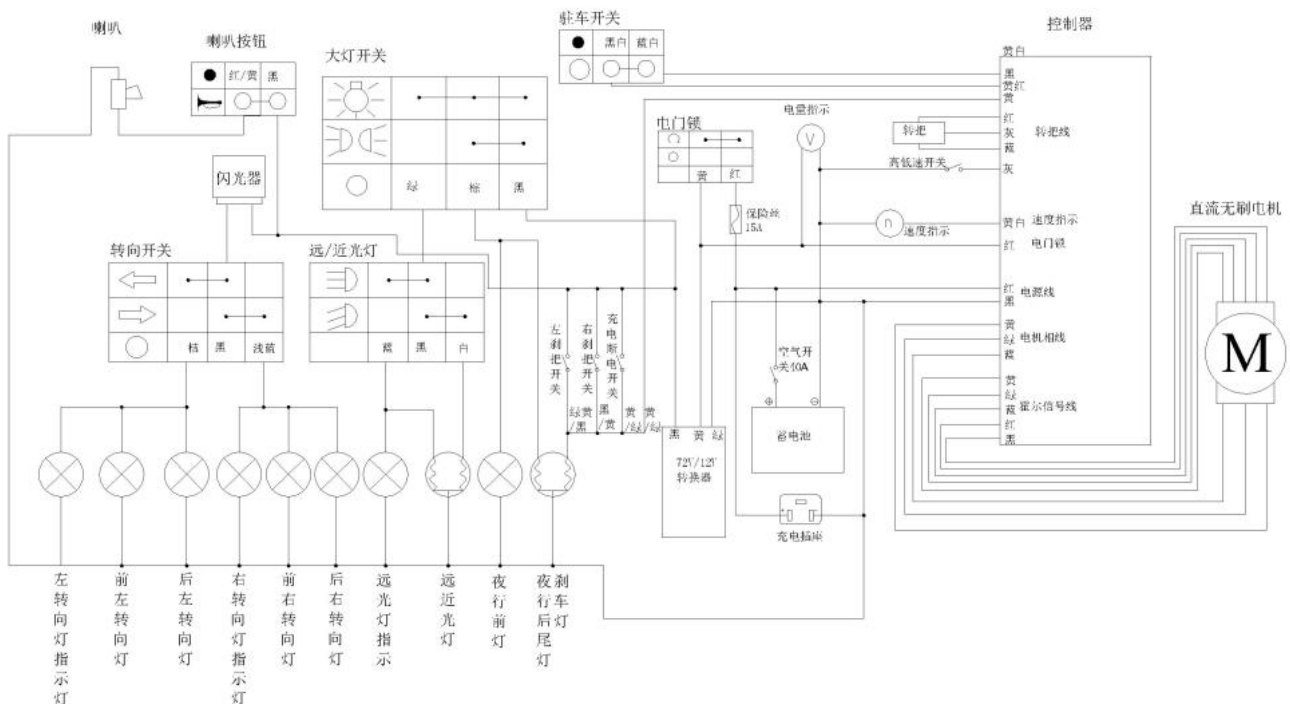 喇叭
喇叭按钮
红/黄 黑
大灯开关
绿 棕 黑
驻车开关
黑白 蓝白
控制器
黄白
黑
黄红
黄
红
灰
蓝
转把
转把线
高低速开关
灰
电量指示
V
电门锁
黄 红
保险丝
15A
n
速度指示
黄白 速度指示
红 电门锁
红 电源线
黑
直流无刷电机
M
闪光器
转向开关
桔 黑 浅蓝
远/近光灯
蓝 黑 白
左刹把开关
右刹把开关
充电断电开关
绿黄/黑
黑/黄
黄/绿
黄/绿
黑 黄 绿
72V/12V
转换器
空气开
关40A
⊕ ⊖
蓄电池
充电插座
黄
绿 电机相线
蓝
黄
绿
蓝 霍尔信号线
红
黑
左转向灯指示灯
前左转向灯
后左转向灯
右转向灯指示灯
前右转向灯
后右转向灯
远光灯指示
远近光灯
夜行前灯
夜行后尾灯
刹车灯